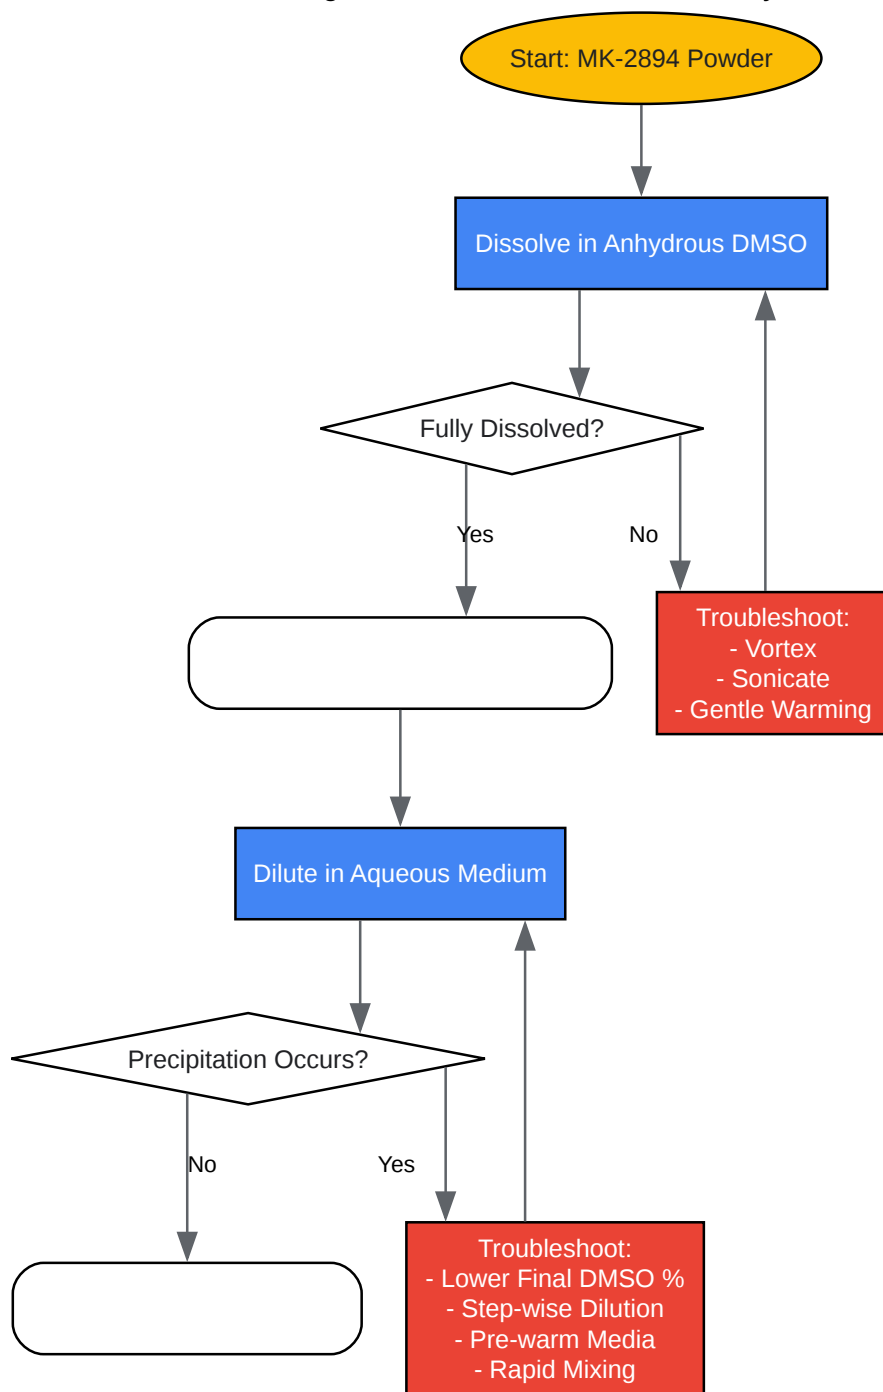 Start: MK-2894 Powder
Dissolve in Anhydrous DMSO
Fully Dissolved?
Yes
No
Troubleshoot:
- Vortex
- Sonicate
- Gentle Warming
Dilute in Aqueous Medium
Precipitation Occurs?
No
Yes
Troubleshoot:
- Lower Final DMSO %
- Step-wise Dilution
- Pre-warm Media
- Rapid Mixing